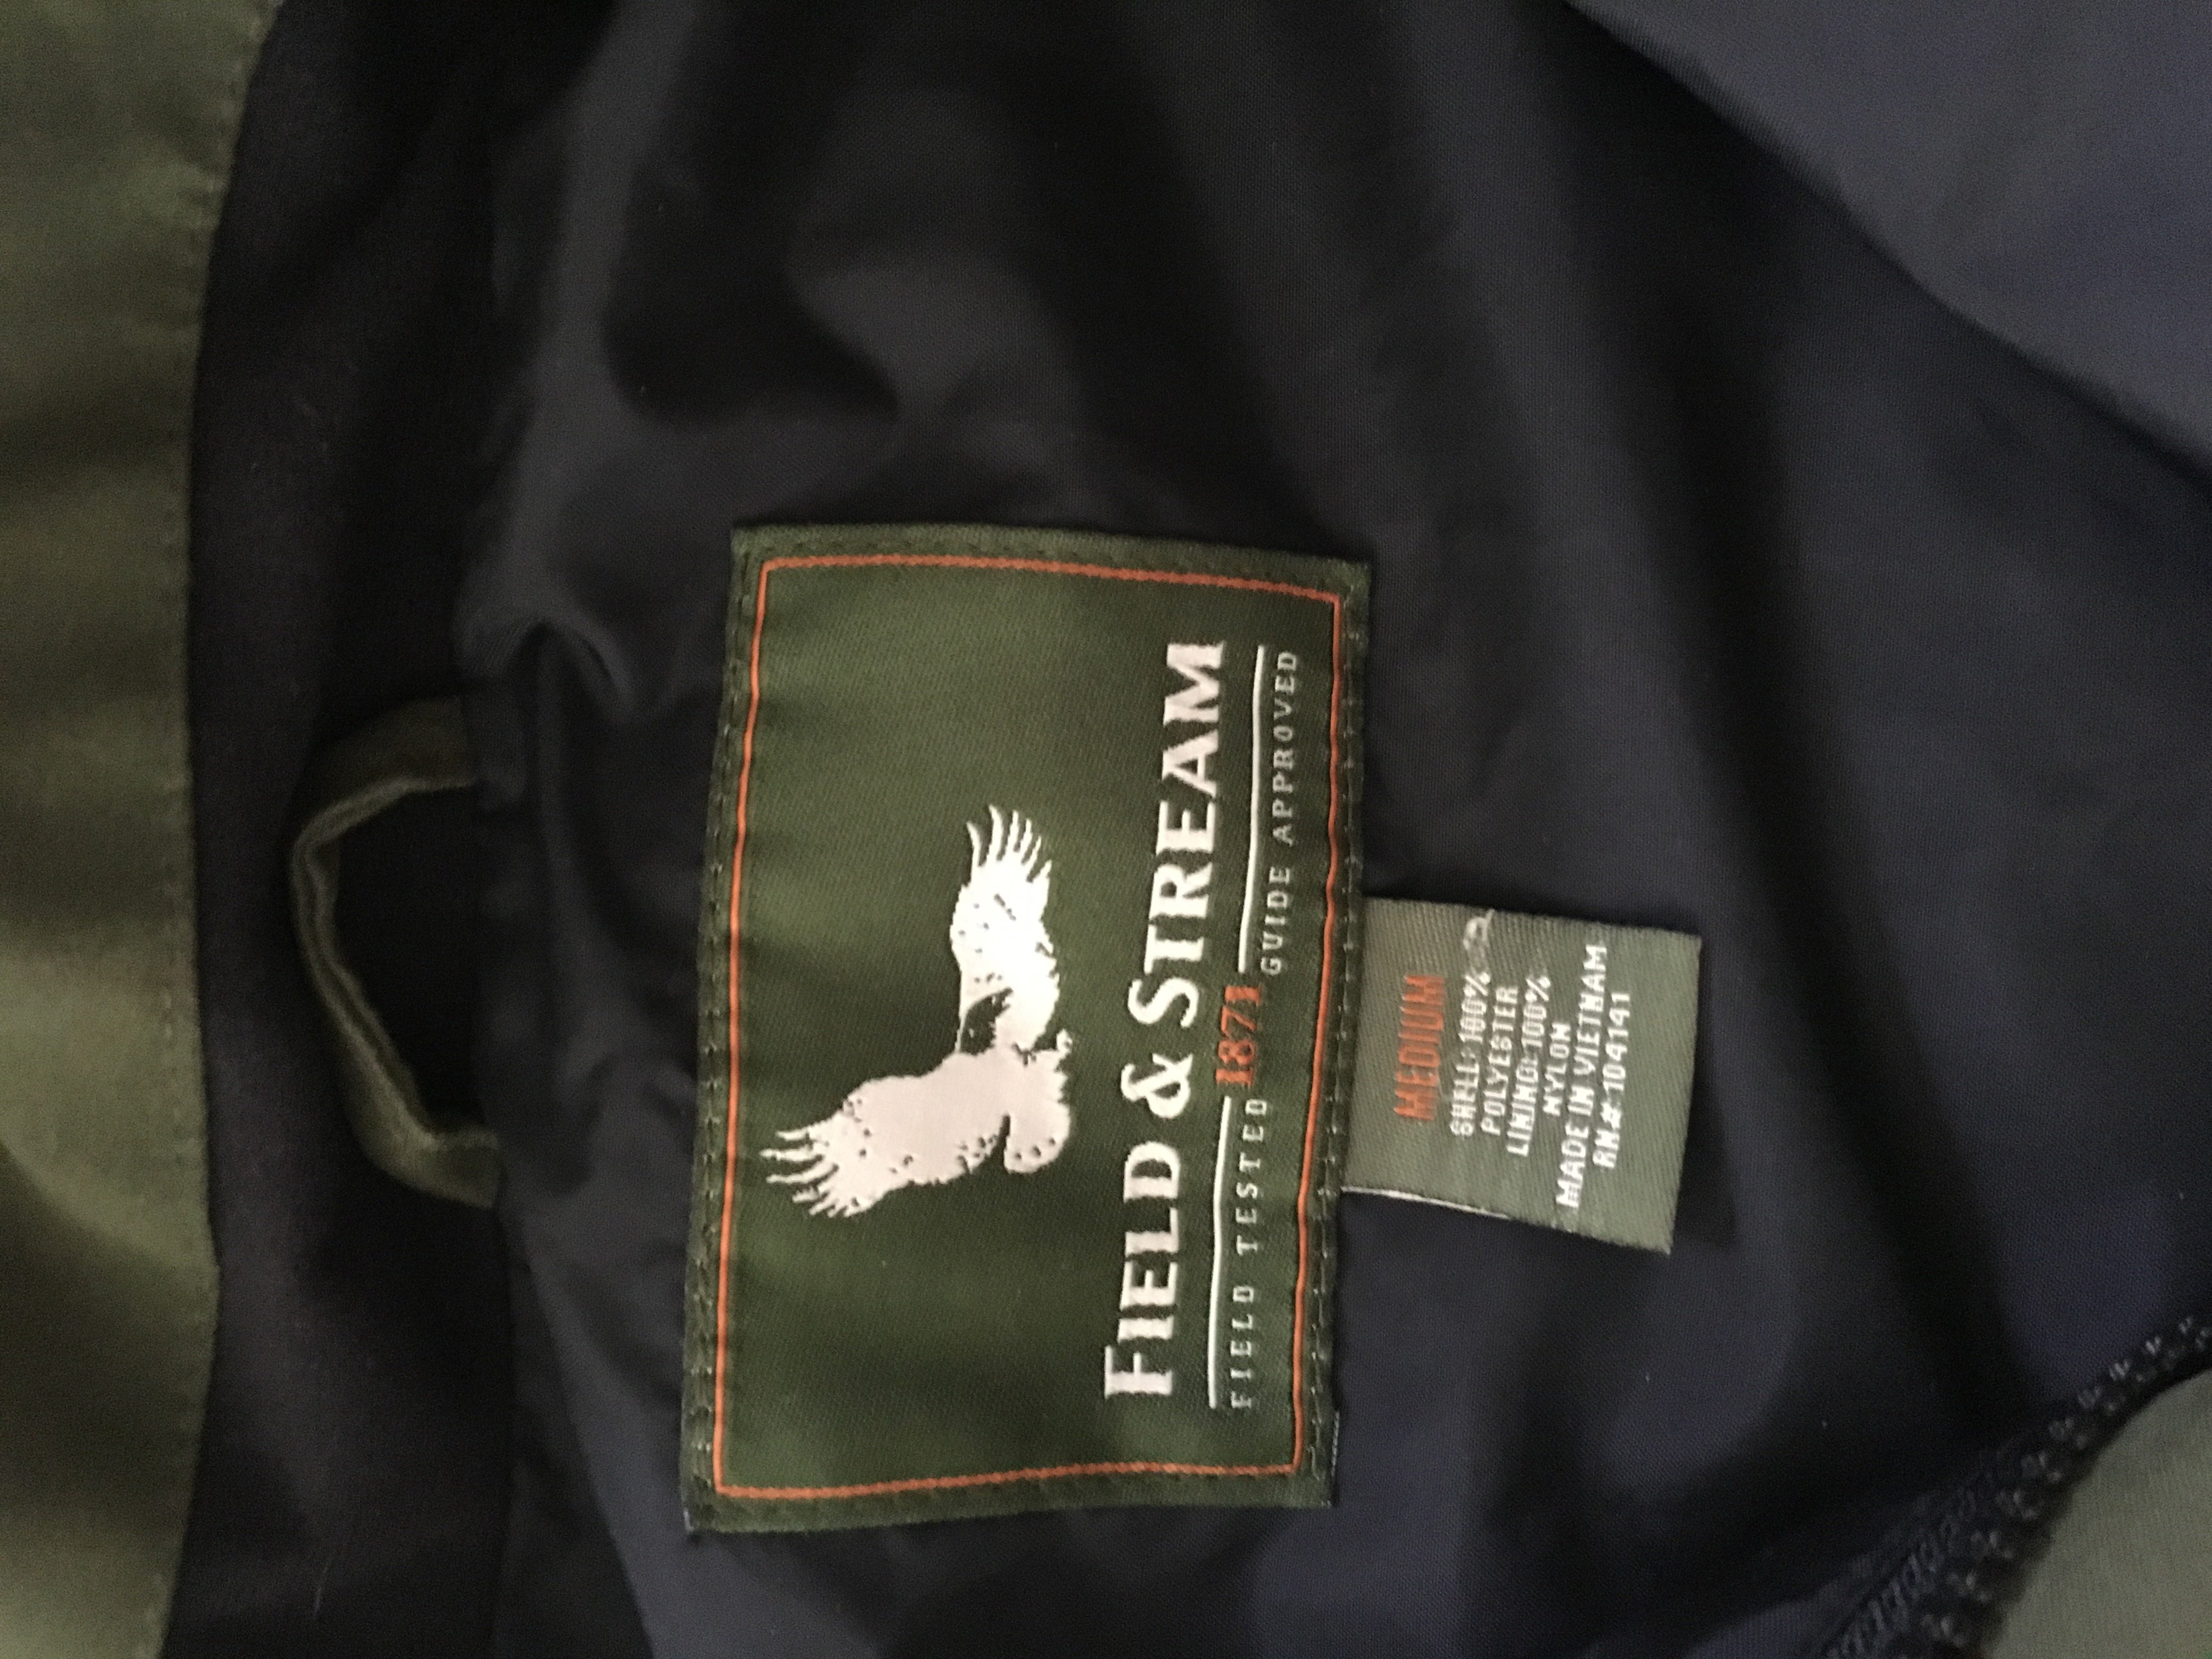 FIELD & STREAM
FIELD TESTED 1871 GUIDE APPROVED
MEDIUM
SHELL: 100%
POLYESTER
LINING: 100%
NYLON
MADE IN VIETNAM
RN#: 104141